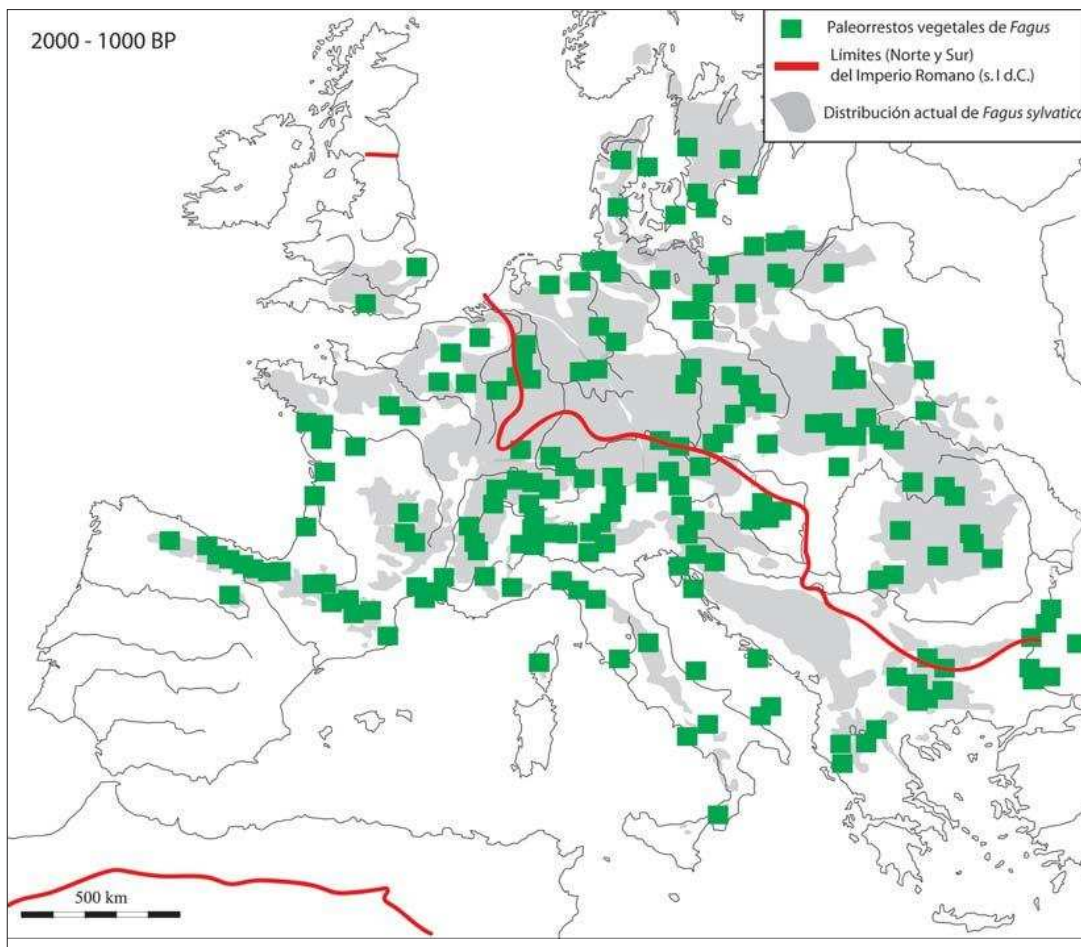 2000 - 1000 BP
Paleorrestos vegetales de Fagus
Límites (Norte y Sur)
del Imperio Romano (s. I d.C.)
Distribución actual de Fagus sylvatica
500 km